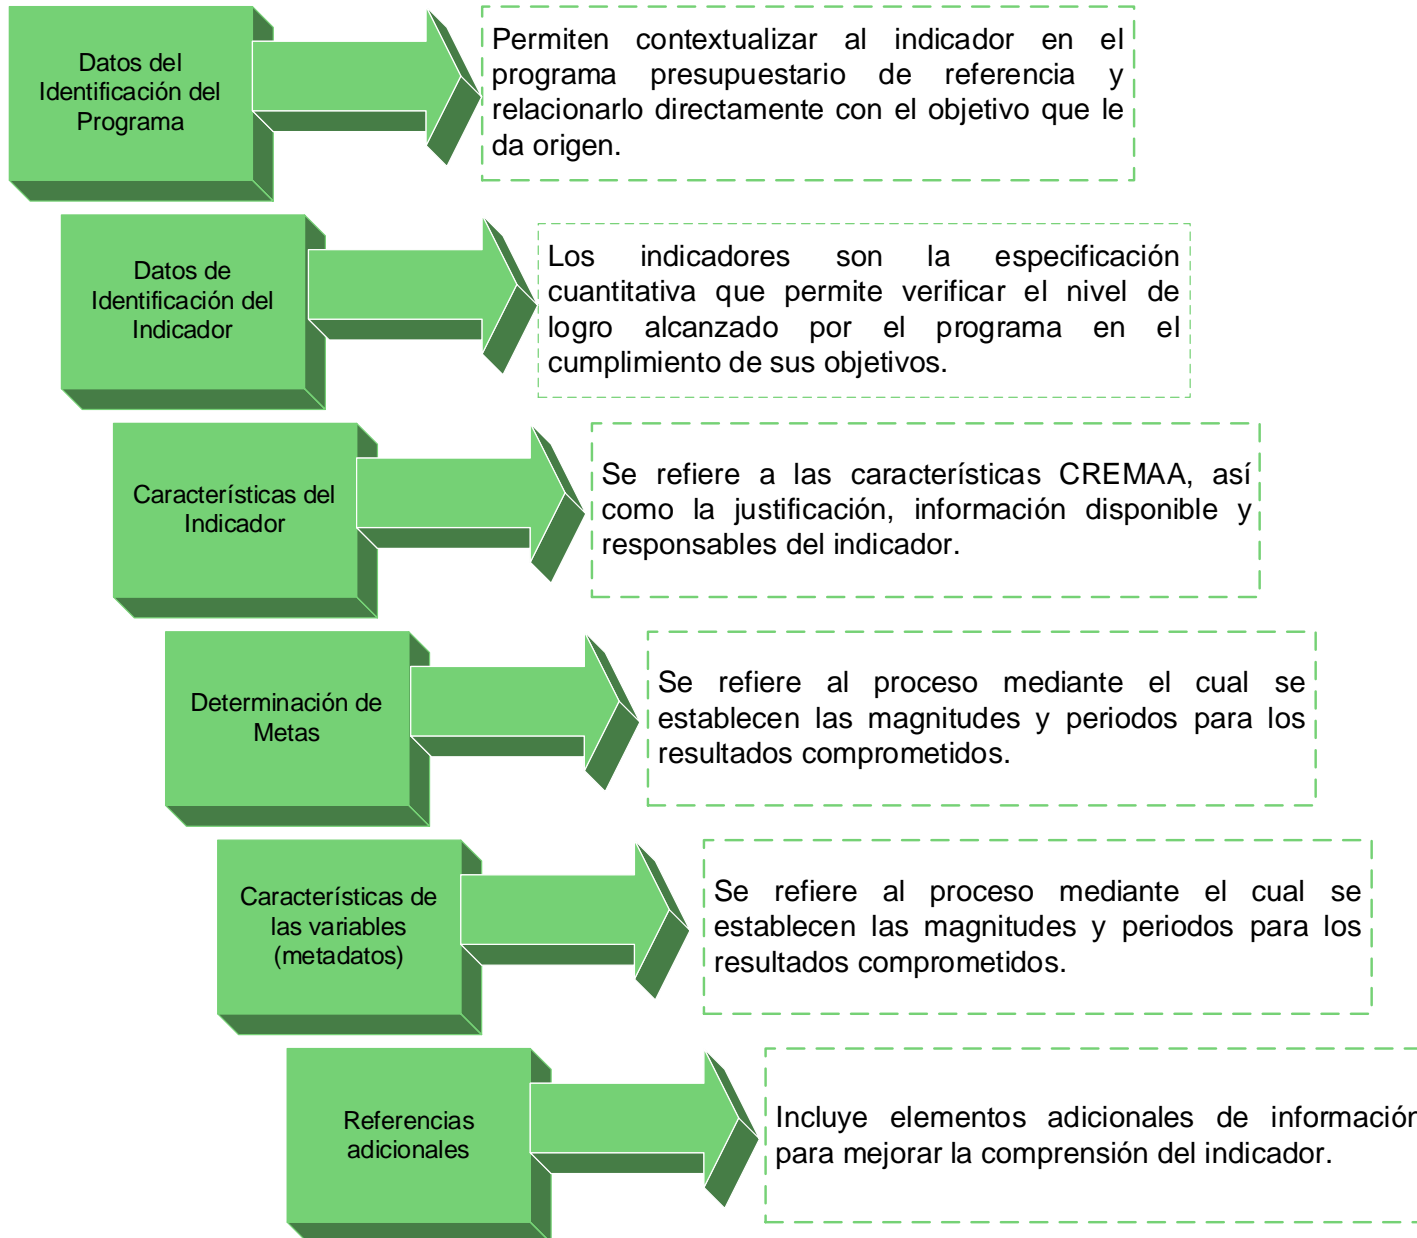 Datos del
Identificación del
Programa
Permiten contextualizar al indicador en el
programa presupuestario de referencia y
relacionarlo directamente con el objetivo que le
da origen.
Datos de
Identificación del
Indicador
Los indicadores son la especificación
cuantitativa que permite verificar el nivel de
logro alcanzado por el programa en el
cumplimiento de sus objetivos.
Características del
Indicador
Se refiere a las características CREMAA, así
como la justificación, información disponible y
responsables del indicador.
Determinación de
Metas
Se refiere al proceso mediante el cual se
establecen las magnitudes y periodos para los
resultados comprometidos.
Características de
las variables
(metadatos)
Se refiere al proceso mediante el cual se
establecen las magnitudes y periodos para los
resultados comprometidos.
Referencias
adicionales
Incluye elementos adicionales de información
para mejorar la comprensión del indicador.